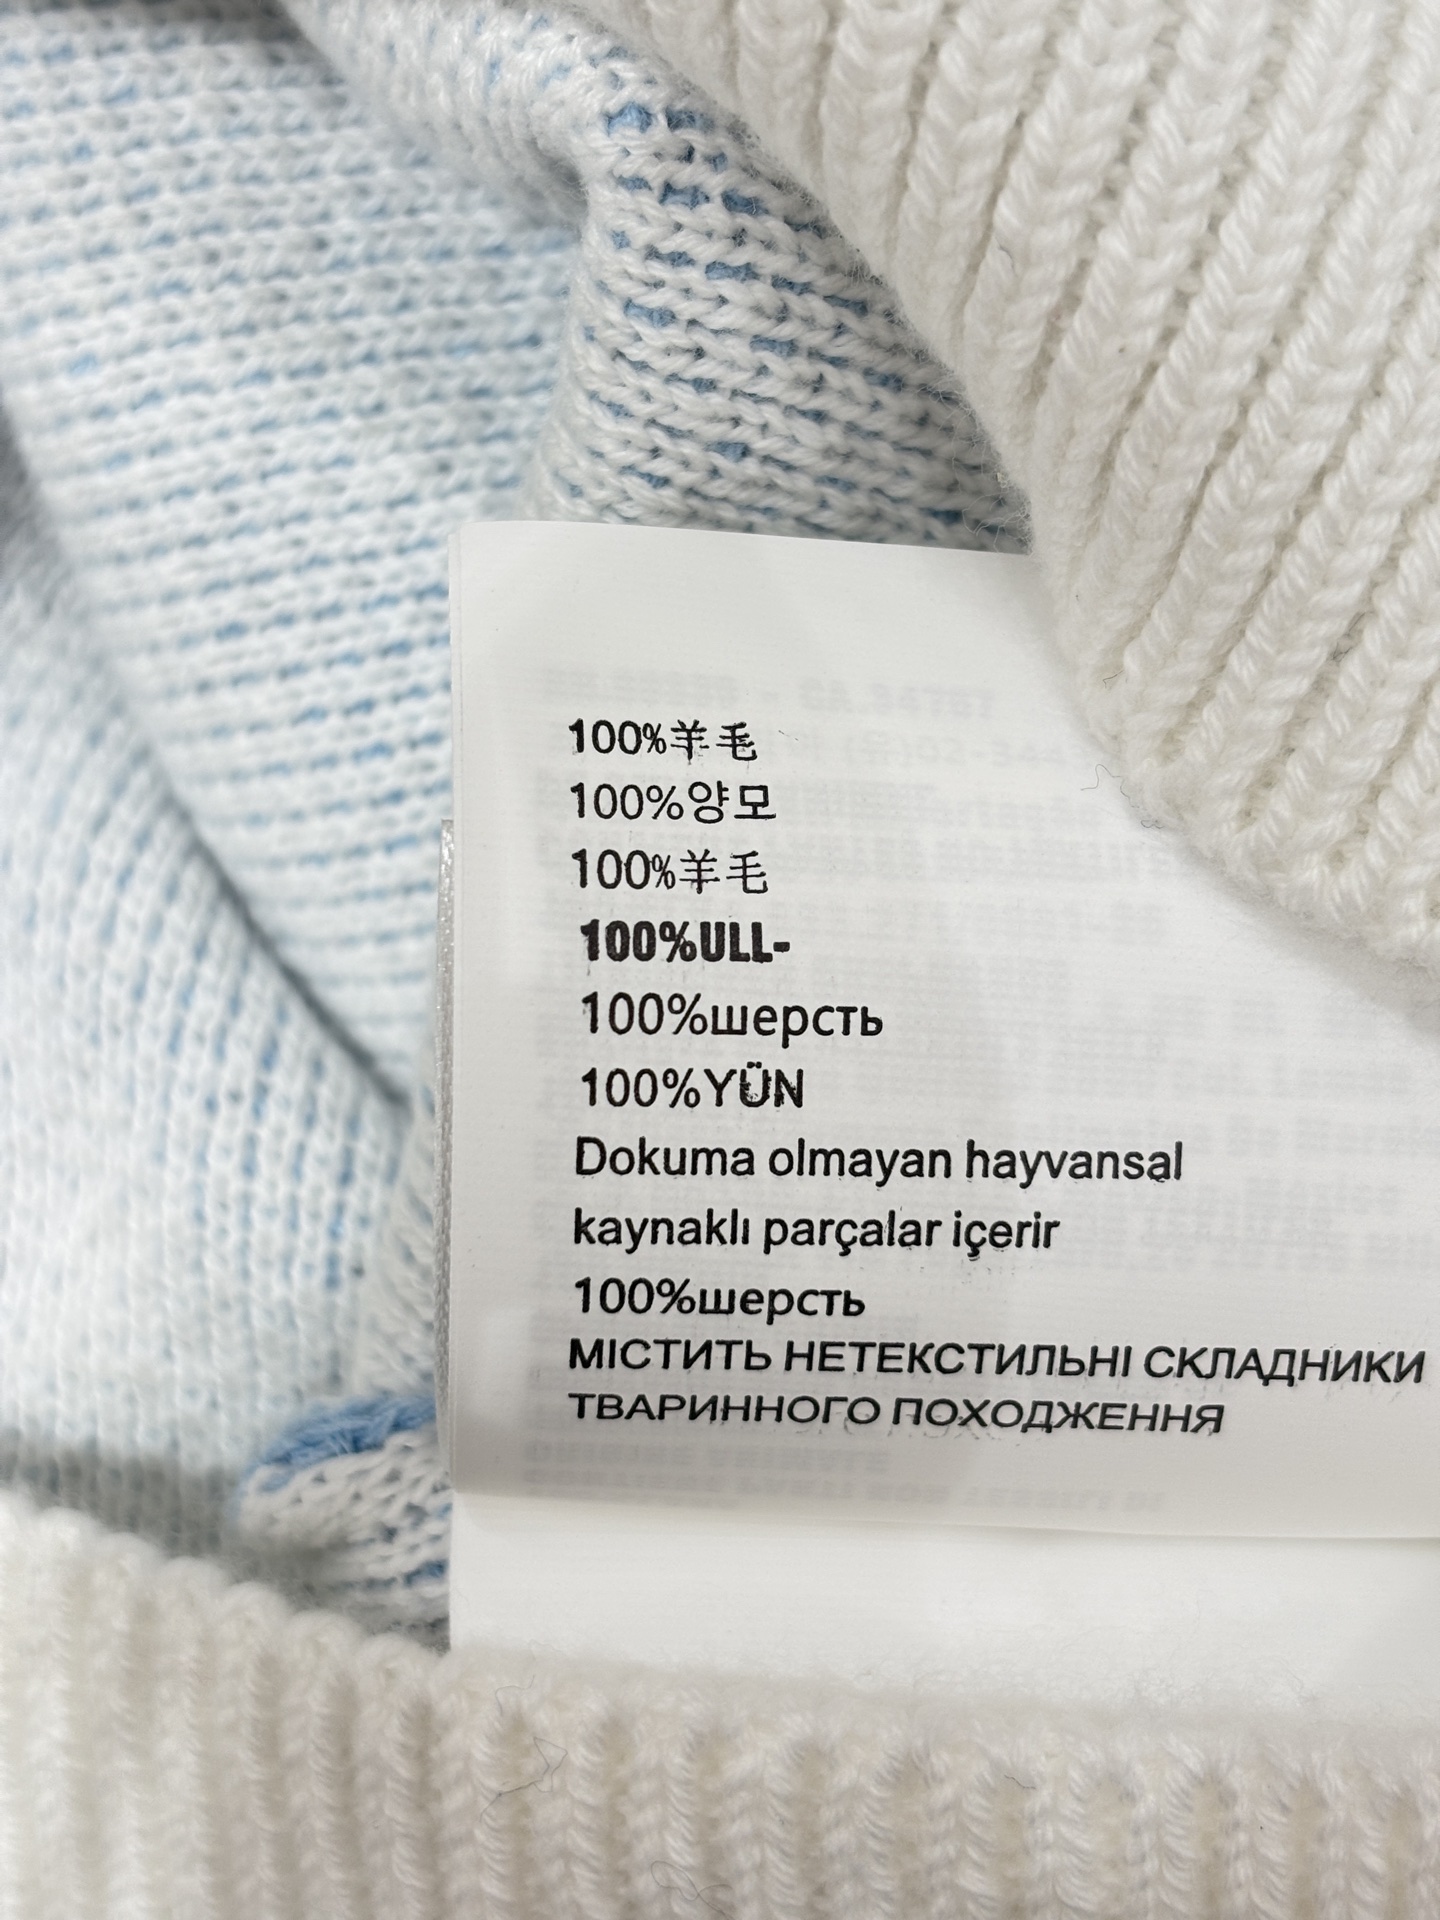 100%羊毛
100%양모
100%羊毛
100%ULL-
100%шерсть
100%YÜN
Dokuma olmayan hayvansal
kaynaklı parçalar içerir
100%шерсть
МІСТИТЬ НЕТЕКСТИЛЬНІ СКЛАДНИКИ
ТВАРИННОГО ПОХОДЖЕННЯ